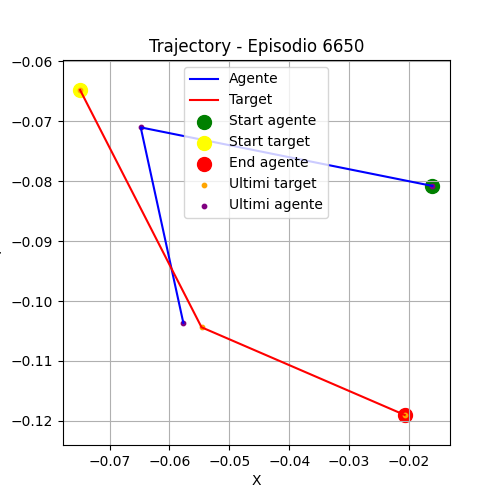 Trajectory - Episodio 6650
Agente
Target
Start agente
Start target
End agente
Ultimi target
Ultimi agente
−0.06
−0.07
−0.08
−0.09
−0.10
−0.11
−0.12
−0.07 −0.06 −0.05 −0.04 −0.03 −0.02
X